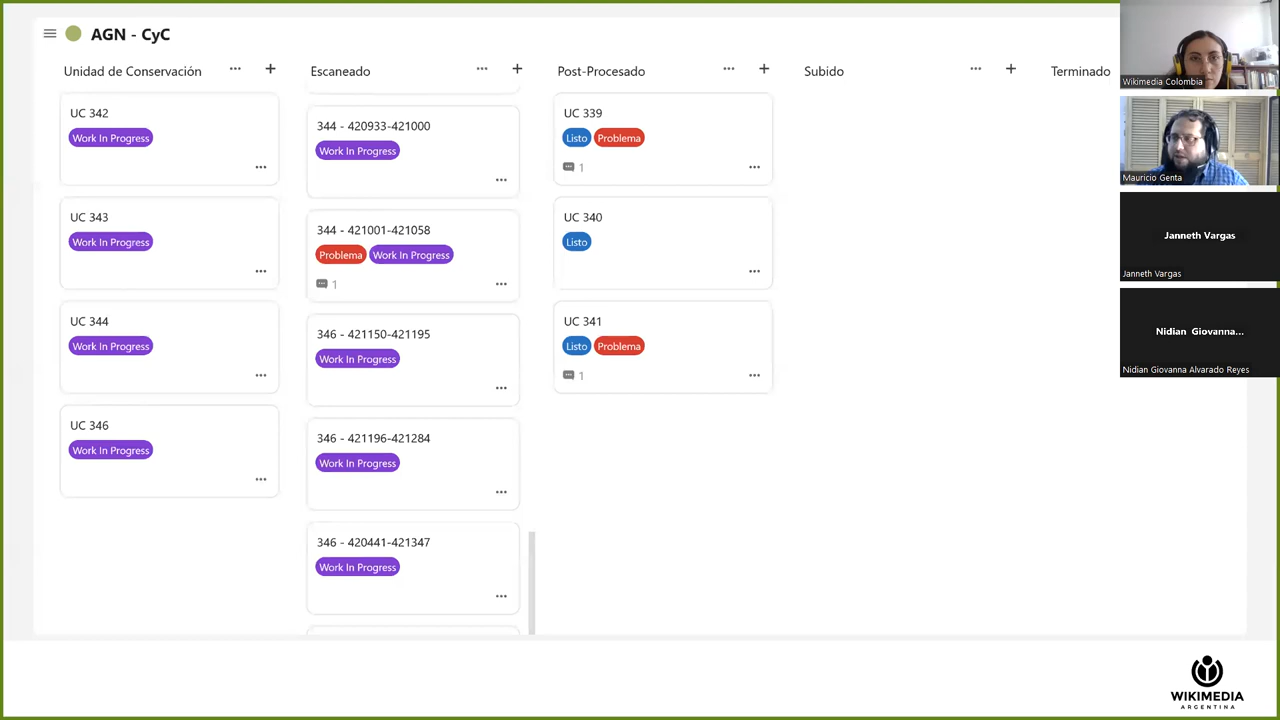 AGN - CyC
Unidad de Conservación
UC 342
Work In Progress
UC 343
Work In Progress
UC 344
Work In Progress
UC 346
Work In Progress
Escaneado
344 - 420933-421000
Work In Progress
344 - 421001-421058
Problema Work In Progress
1
346 - 421150-421195
Work In Progress
346 - 421196-421284
Work In Progress
346 - 420441-421347
Work In Progress
Post-Procesado
UC 339
Listo Problema
1
UC 340
Listo
UC 341
Listo Problema
1
Subido
Terminado
Wikimedia Colombia
Mauricio Genta
Janneth Vargas
Janneth Vargas
Nidian Giovanna...
Nidian Giovanna Alvarado Reyes
WIKIMEDIA
ARGENTINA